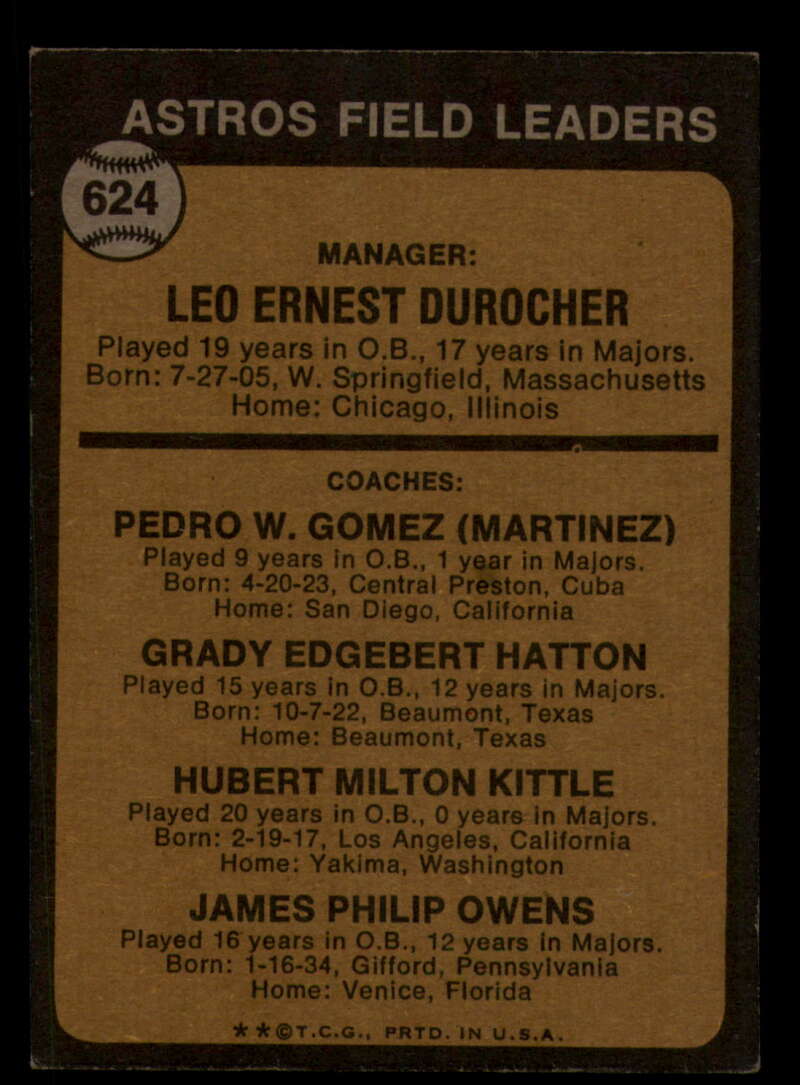 ASTROS FIELD LEADERS
624
MANAGER:
LEO ERNEST DUROCHER
Played 19 years in O.B., 17 years in Majors.
Born: 7-27-05, W. Springfield, Massachusetts
Home: Chicago, Illinois
COACHES:
PEDRO W. GOMEZ (MARTINEZ)
Played 9 years in O.B., 1 year in Majors.
Born: 4-20-23, Central Preston, Cuba
Home: San Diego, California
GRADY EDGEBERT HATTON
Played 15 years in O.B., 12 years in Majors.
Born: 10-7-22, Beaumont, Texas
Home: Beaumont, Texas
HUBERT MILTON KITTLE
Played 20 years in O.B., 0 years in Majors.
Born: 2-19-17, Los Angeles, California
Home: Yakima, Washington
JAMES PHILIP OWENS
Played 16 years in O.B., 12 years in Majors.
Born: 1-16-34, Gifford, Pennsylvania
Home: Venice, Florida
★★©T.C.G., PRTD. IN U.S.A.